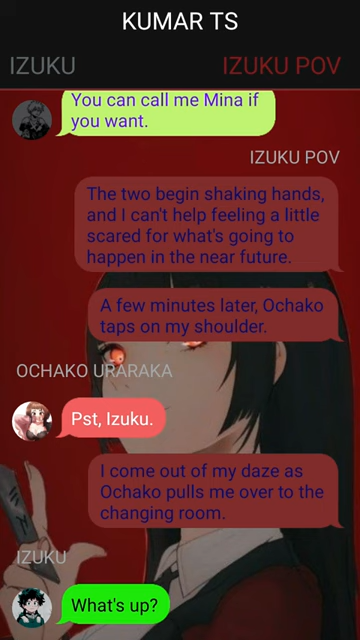 KUMAR TS
IZUKU
IZUKU POV
You can call me Mina if
you want.
IZUKU POV
The two begin shaking hands,
and I can't help feeling a little
scared for what's going to
happen in the near future.
A few minutes later, Ochako
taps on my shoulder.
OCHAKO URARAKA
Pst, Izuku.
I come out of my daze as
Ochako pulls me over to the
changing room.
IZUKU
What's up?